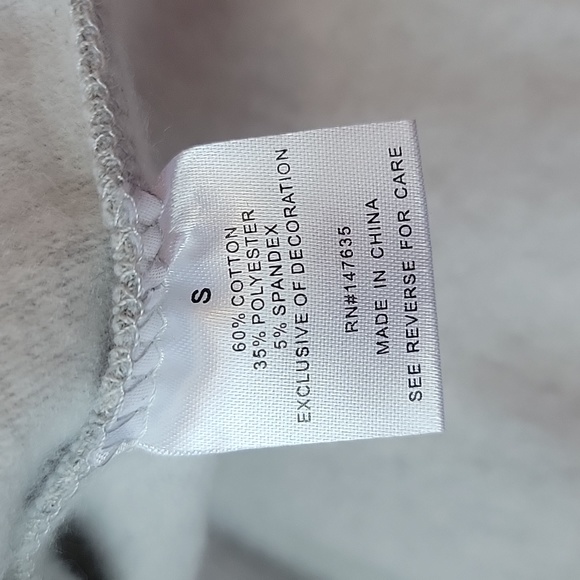 S
60% COTTON
35% POLYESTER
5% SPANDEX
EXCLUSIVE OF DECORATION
RN#147635
MADE IN CHINA
SEE REVERSE FOR CARE